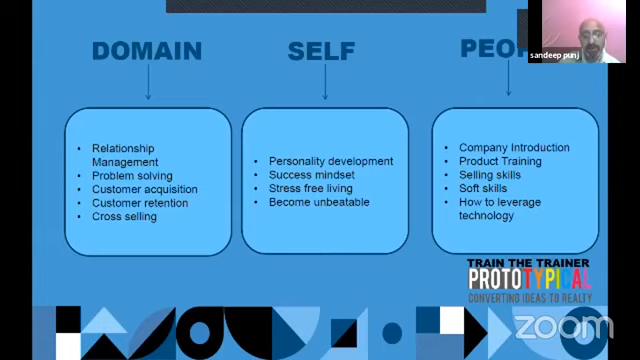 DOMAIN
SELF
sandeep punj
• Relationship
Management
• Problem solving
• Customer acquisition
• Customer retention
• Cross selling
• Personality development
• Success mindset
• Stress free living
• Become unbeatable
• Company Introduction
• Product Training
• Selling skills
• Soft skills
• How to leverage
technology
TRAIN THE TRAINER
PROTOTYPICAL
CONVERTING IDEAS TO REALTY
zoom